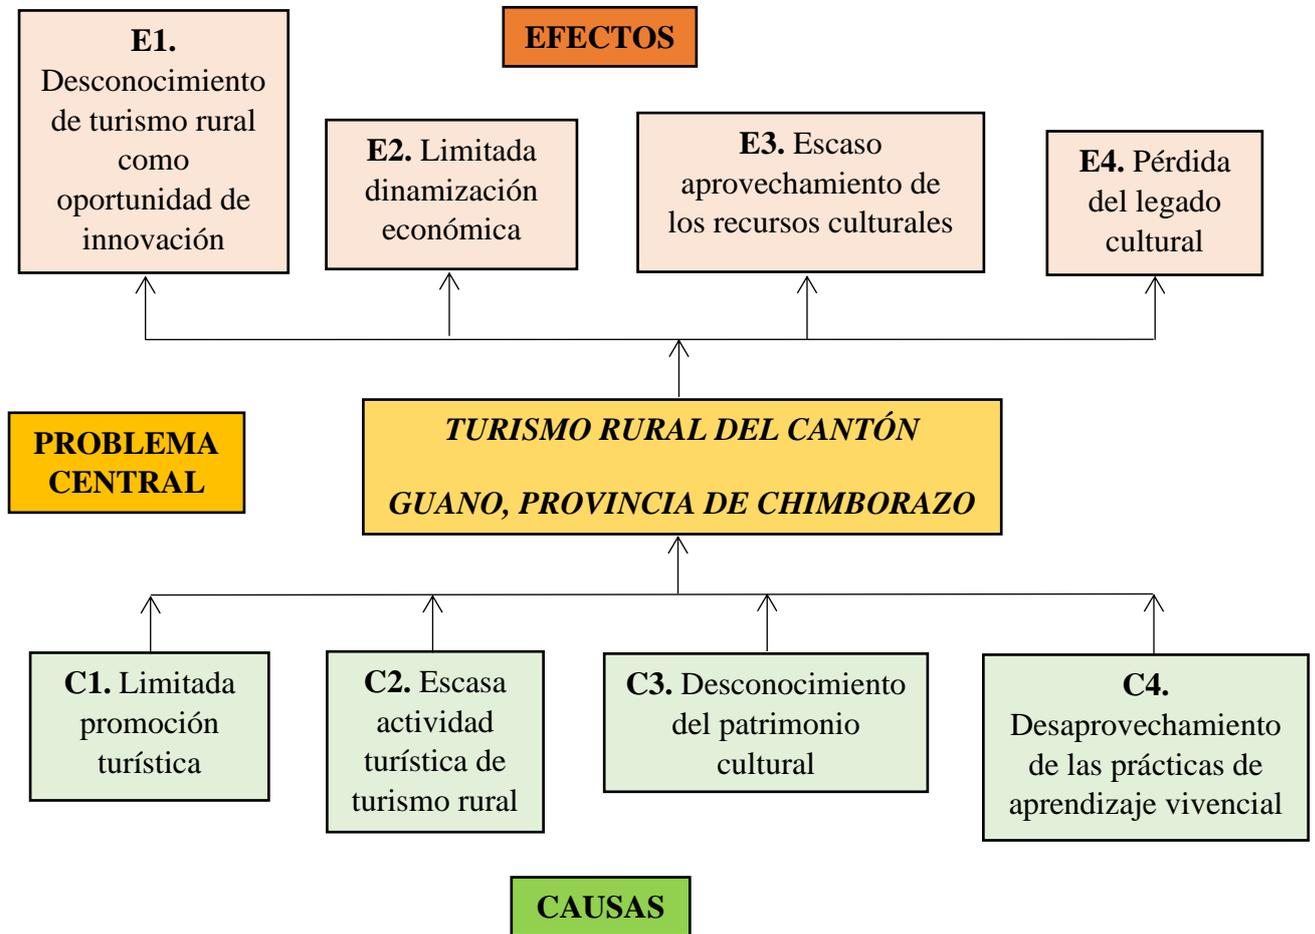 EFECTOS
E1.
Desconocimiento
de turismo rural
como
oportunidad de
innovación
E2. Limitada
dinamización
económica
E3. Escaso
aprovechamiento de
los recursos culturales
E4. Pérdida
del legado
cultural
PROBLEMA
CENTRAL
TURISMO RURAL DEL CANTÓN
GUANO, PROVINCIA DE CHIMBORAZO
C1. Limitada
promoción
turística
C2. Escasa
actividad
turística de
turismo rural
C3. Desconocimiento
del patrimonio
cultural
C4.
Desaprovechamiento
de las prácticas de
aprendizaje vivencial
CAUSAS